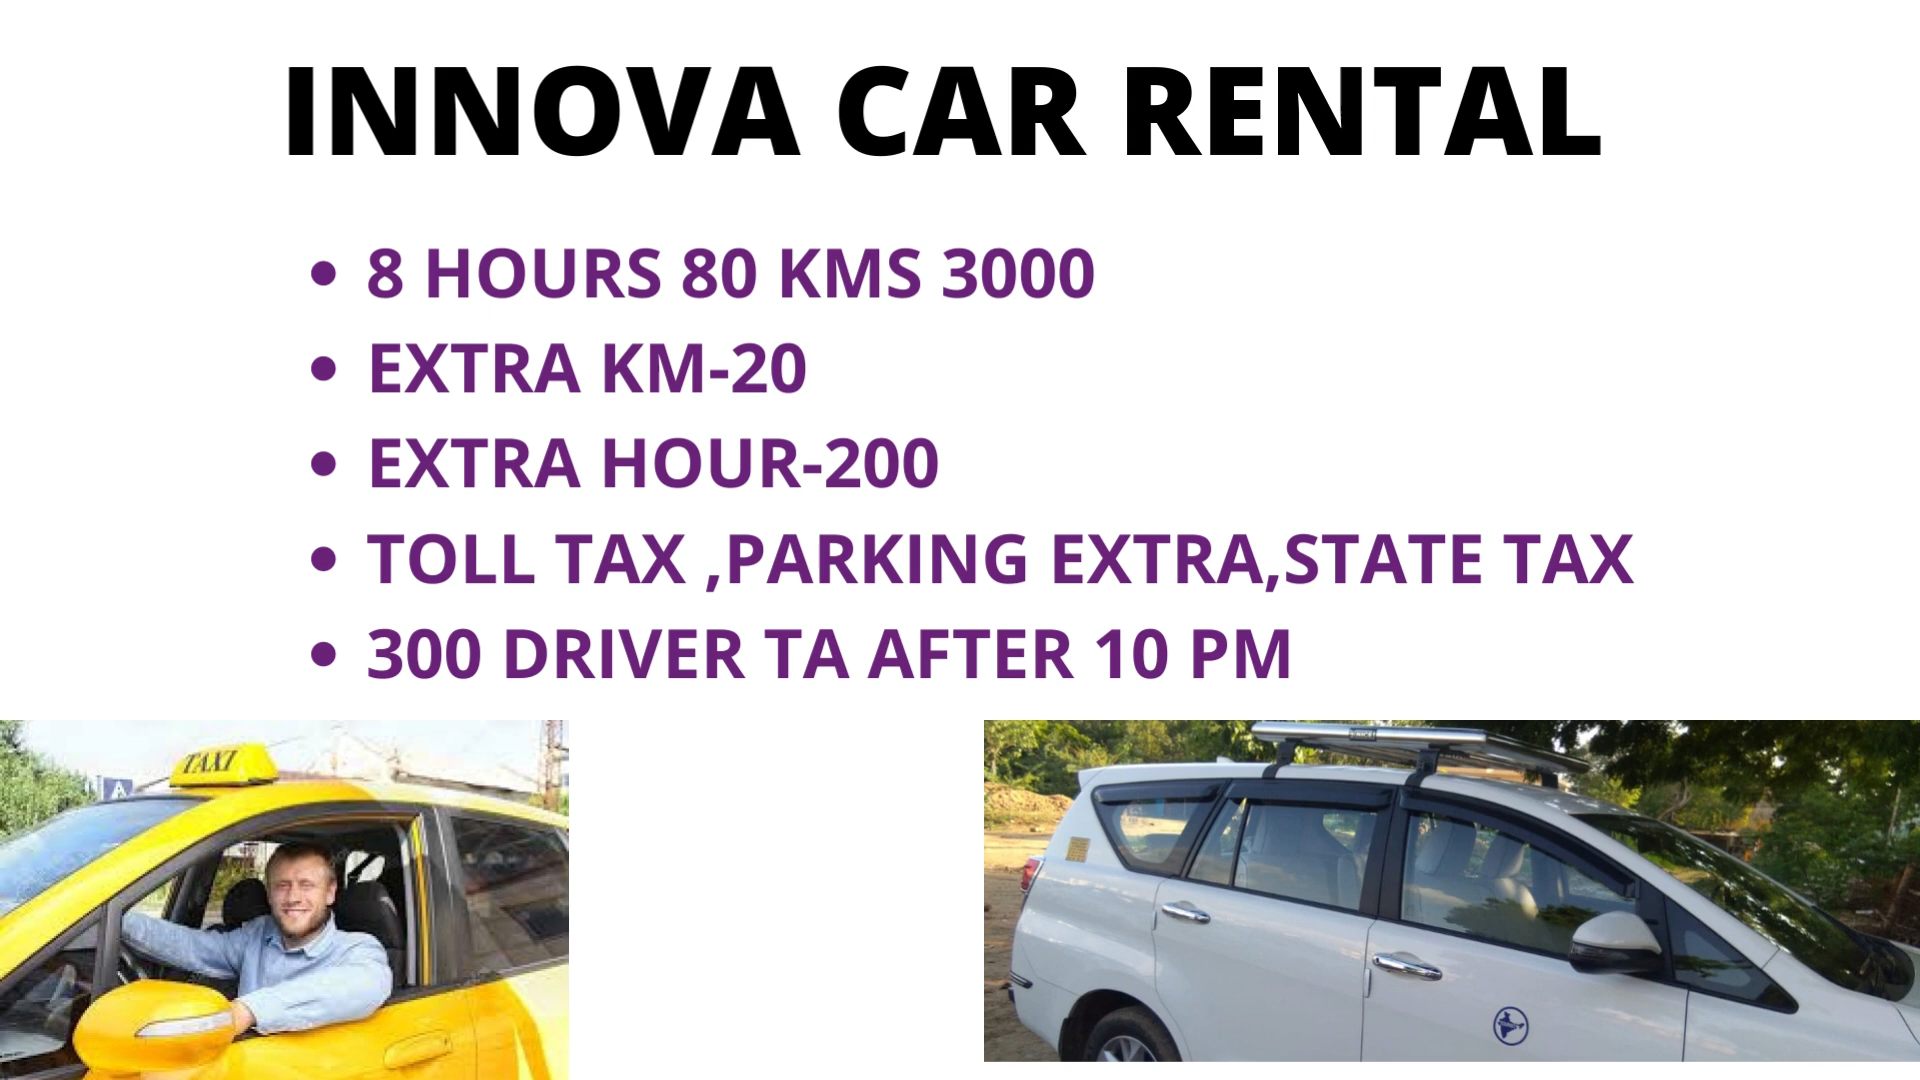 INNOVA CAR RENTAL
8 HOURS 80 KMS 3000
EXTRA KM-20
EXTRA HOUR-200
TOLL TAX ,PARKING EXTRA,STATE TAX
300 DRIVER TA AFTER 10 PM
TAXI
A